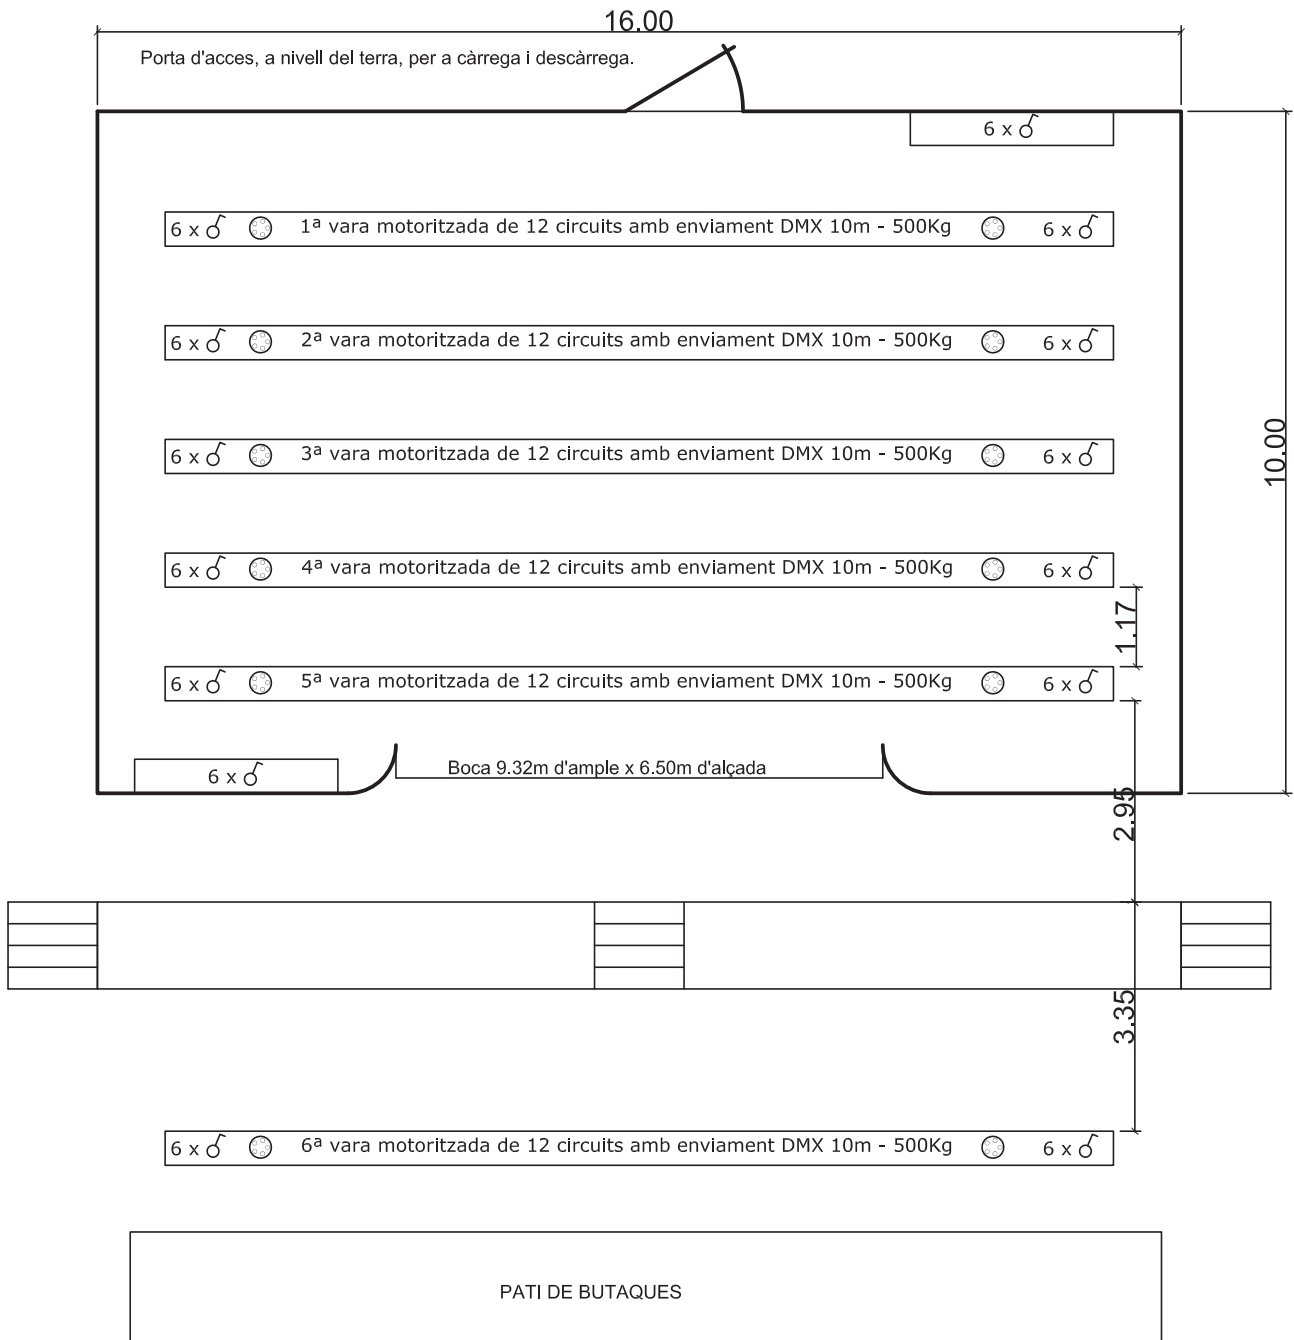 16.00
Porta d'acces, a nivell del terra, per a càrrega i descàrrega.
6 x
6 x 1ª vara motoritzada de 12 circuits amb enviament DMX 10m - 500Kg 6 x
6 x 2ª vara motoritzada de 12 circuits amb enviament DMX 10m - 500Kg 6 x
10.00
6 x 3ª vara motoritzada de 12 circuits amb enviament DMX 10m - 500Kg 6 x
6 x 4ª vara motoritzada de 12 circuits amb enviament DMX 10m - 500Kg 6 x
1.17
6 x 5ª vara motoritzada de 12 circuits amb enviament DMX 10m - 500Kg 6 x
6 x
Boca 9.32m d'ample x 6.50m d'alçada
2.95
3.35
6 x 6ª vara motoritzada de 12 circuits amb enviament DMX 10m - 500Kg 6 x
PATI DE BUTAQUES